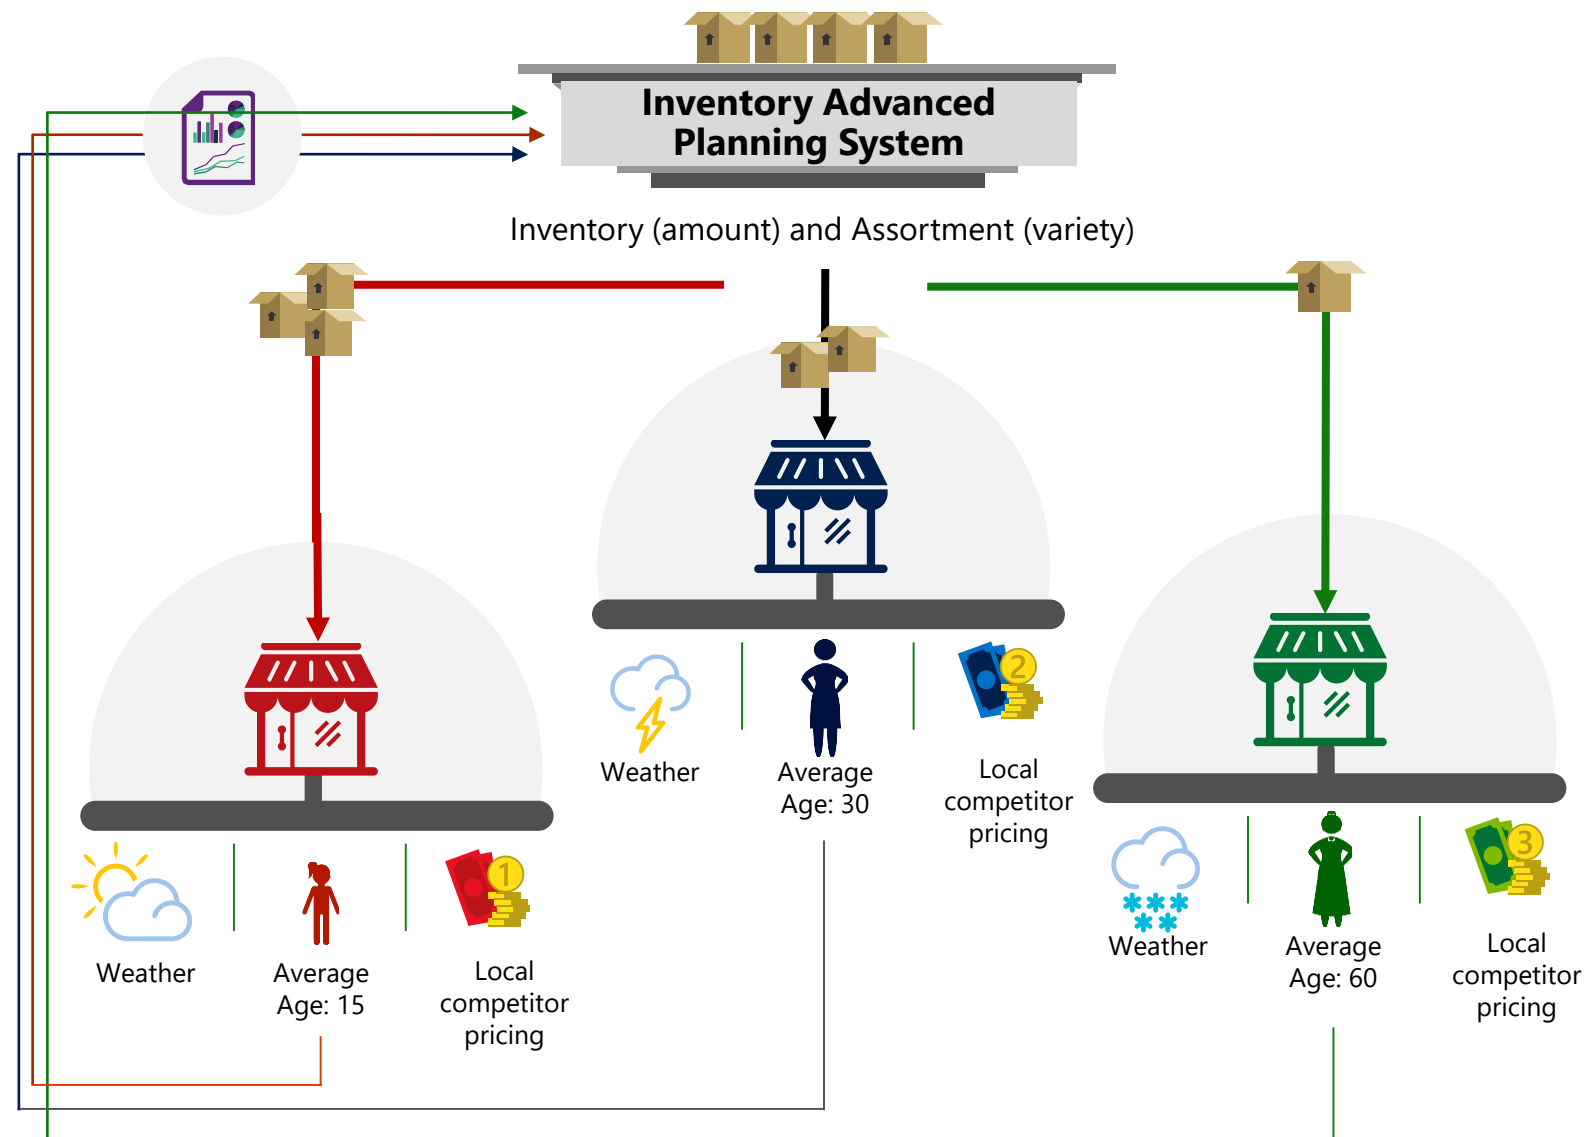 Inventory Advanced
Planning System
Inventory (amount) and Assortment (variety)
Weather
Average
Age: 15
1
Local
competitor
pricing
Weather
Average
Age: 30
2
Local
competitor
pricing
Weather
Average
Age: 60
3
Local
competitor
pricing